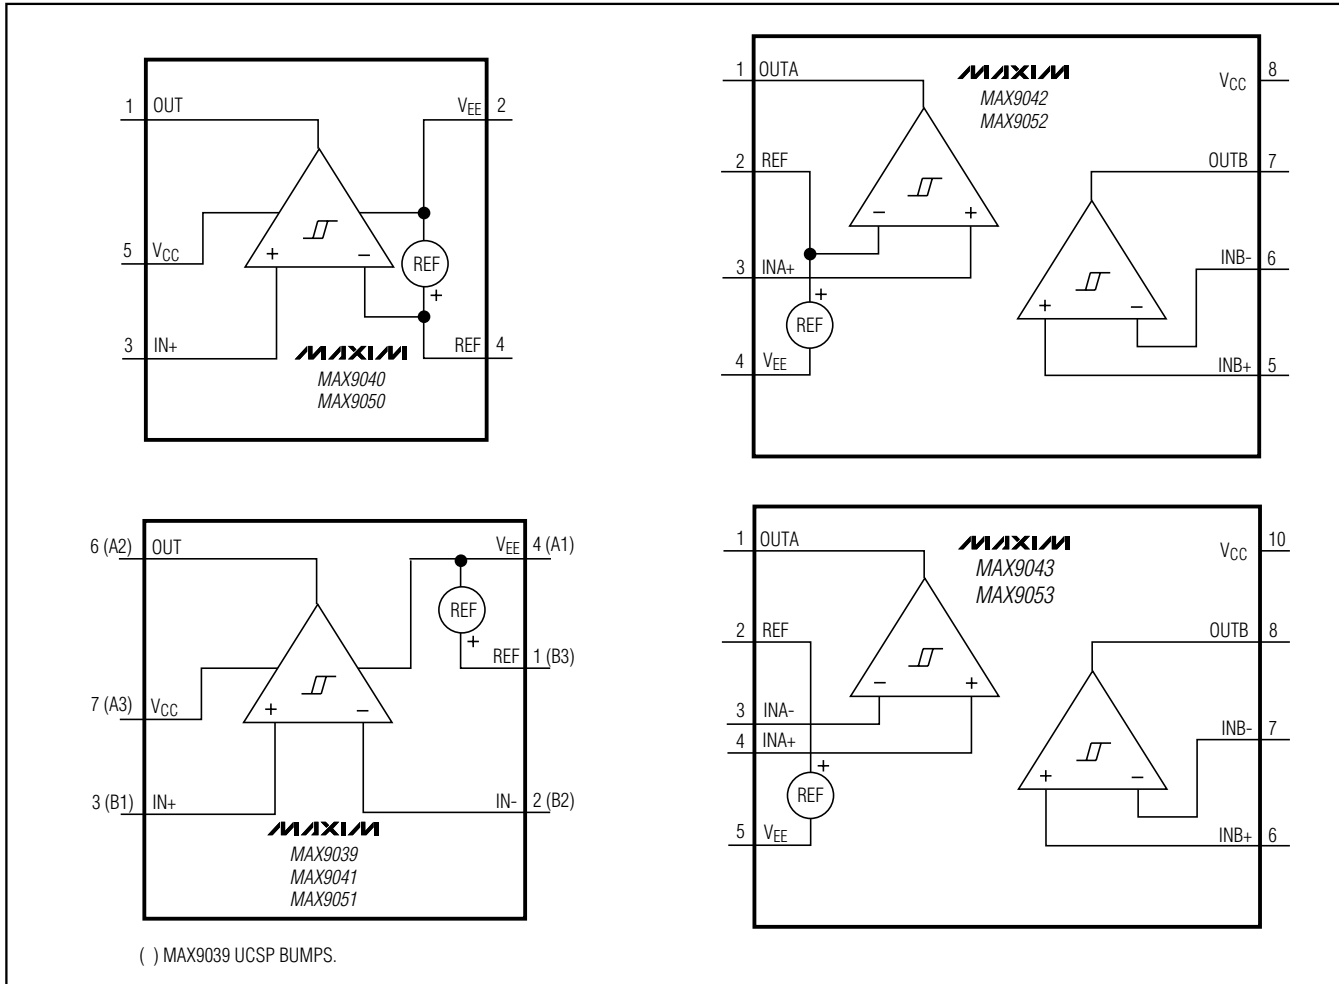 1 OUT
VEE 2
5 VCC
+ −
REF
+
3 IN+
REF 4
MAXIM
MAX9040
MAX9050
1 OUTA
MAXIM
MAX9042
MAX9052
VCC 8
2 REF
OUTB 7
− +
3 INA+
INB- 6
+
REF
+ −
4 VEE
INB+ 5
6 (A2) OUT
VEE 4 (A1)
REF
+
REF 1 (B3)
7 (A3) VCC
+ −
3 (B1) IN+
IN- 2 (B2)
MAXIM
MAX9039
MAX9041
MAX9051
1 OUTA
MAXIM
MAX9043
MAX9053
VCC 10
2 REF
OUTB 8
− +
3 INA-
4 INA+
INB- 7
+
REF
+ −
5 VEE
INB+ 6
( ) MAX9039 UCSP BUMPS.